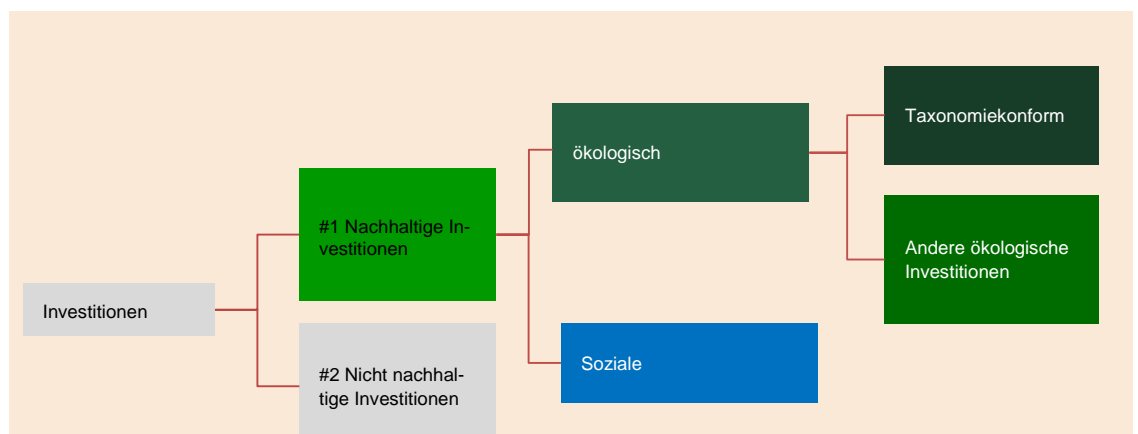 Investitionen
#1 Nachhaltige In-
vestitionen
#2 Nicht nachhal-
tige Investitionen
ökologisch
Soziale
Taxonomiekonform
Andere ökologische
Investitionen